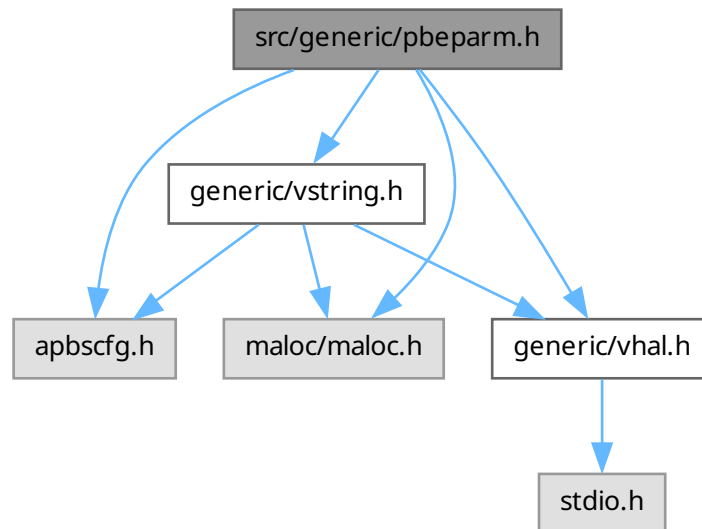 src/generic/pbeparm.h
generic/vstring.h
apbscfg.h
maloc/maloc.h
generic/vhal.h
stdio.h